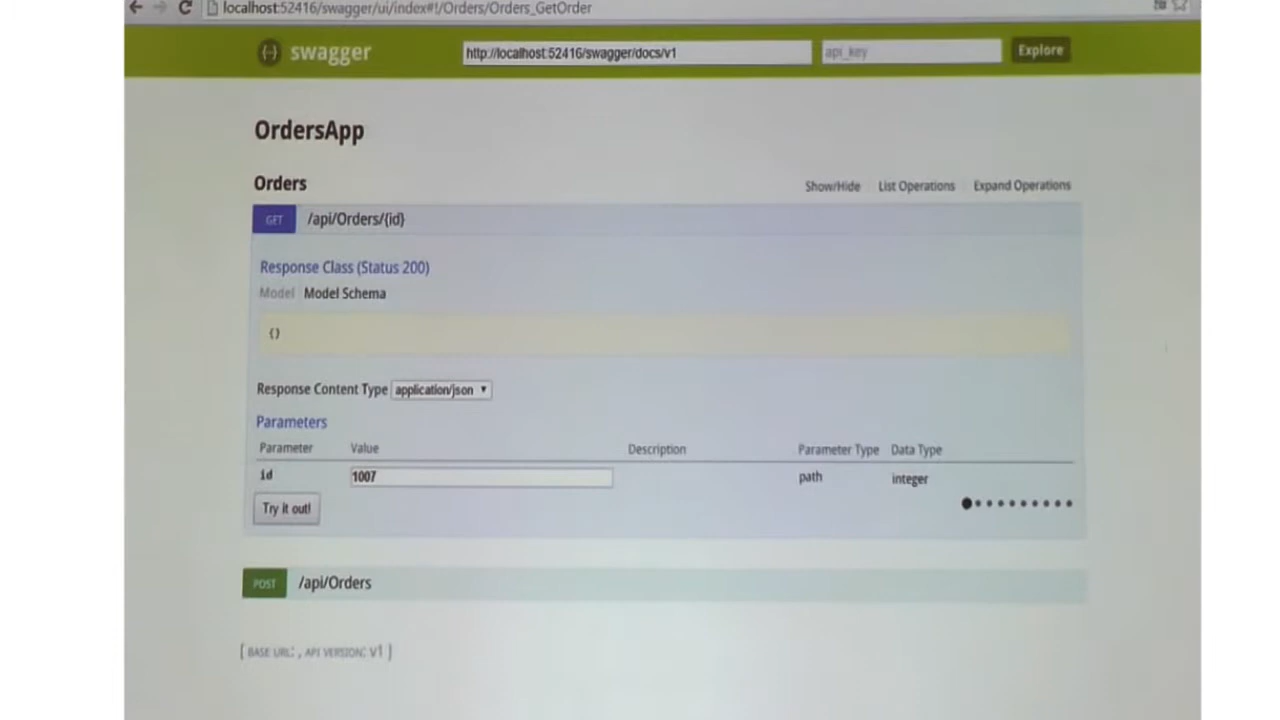 localhost:52416/swagger/ui/index#!/Orders/Orders_GetOrder
{-} swagger http://localhost:52416/swagger/docs/v1 api_key Explore
OrdersApp
Orders Show/Hide List Operations Expand Operations
GET /api/Orders/{id}
Response Class (Status 200)
Model Model Schema
{}
Response Content Type application/json
Parameters
Parameter Value Description Parameter Type Data Type
id 1007 path integer
Try it out!
POST /api/Orders
[ BASE URL: , API VERSION: V1 ]